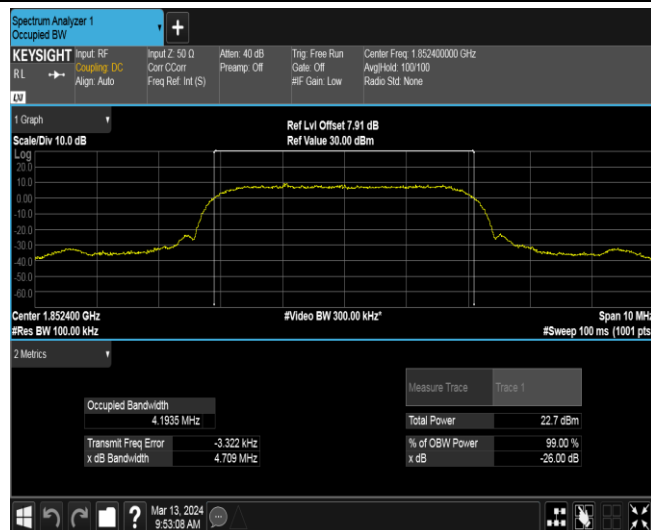 Spectrum Analyzer 1
Occupied BW
KEYSIGHT
RL
LXI
Input: RF
Coupling: DC
Align: Auto
Input Z: 50 Ω
Corr CCorr
Freq Ref: Int (S)
Atten: 40 dB
Preamp: Off
Trig: Free Run
Gate: Off
#IF Gain: Low
Center Freq: 1.852400000 GHz
Avg|Hold: 100/100
Radio Std: None
1 Graph
Scale/Div 10.0 dB
Ref Lvl Offset 7.91 dB
Ref Value 30.00 dBm
Log
20.0
10.0
0.00
-10.0
-20.0
-30.0
-40.0
-50.0
-60.0
Center 1.852400 GHz
#Res BW 100.00 kHz
#Video BW 300.00 kHz*
Span 10 MHz
#Sweep 100 ms (1001 pts
2 Metrics
Measure Trace
Trace 1
Occupied Bandwidth
4.1935 MHz
Total Power 22.7 dBm
Transmit Freq Error -3.322 kHz
% of OBW Power 99.00 %
x dB Bandwidth 4.709 MHz
x dB -26.00 dB
?
Mar 13, 2024
9:53:08 AM